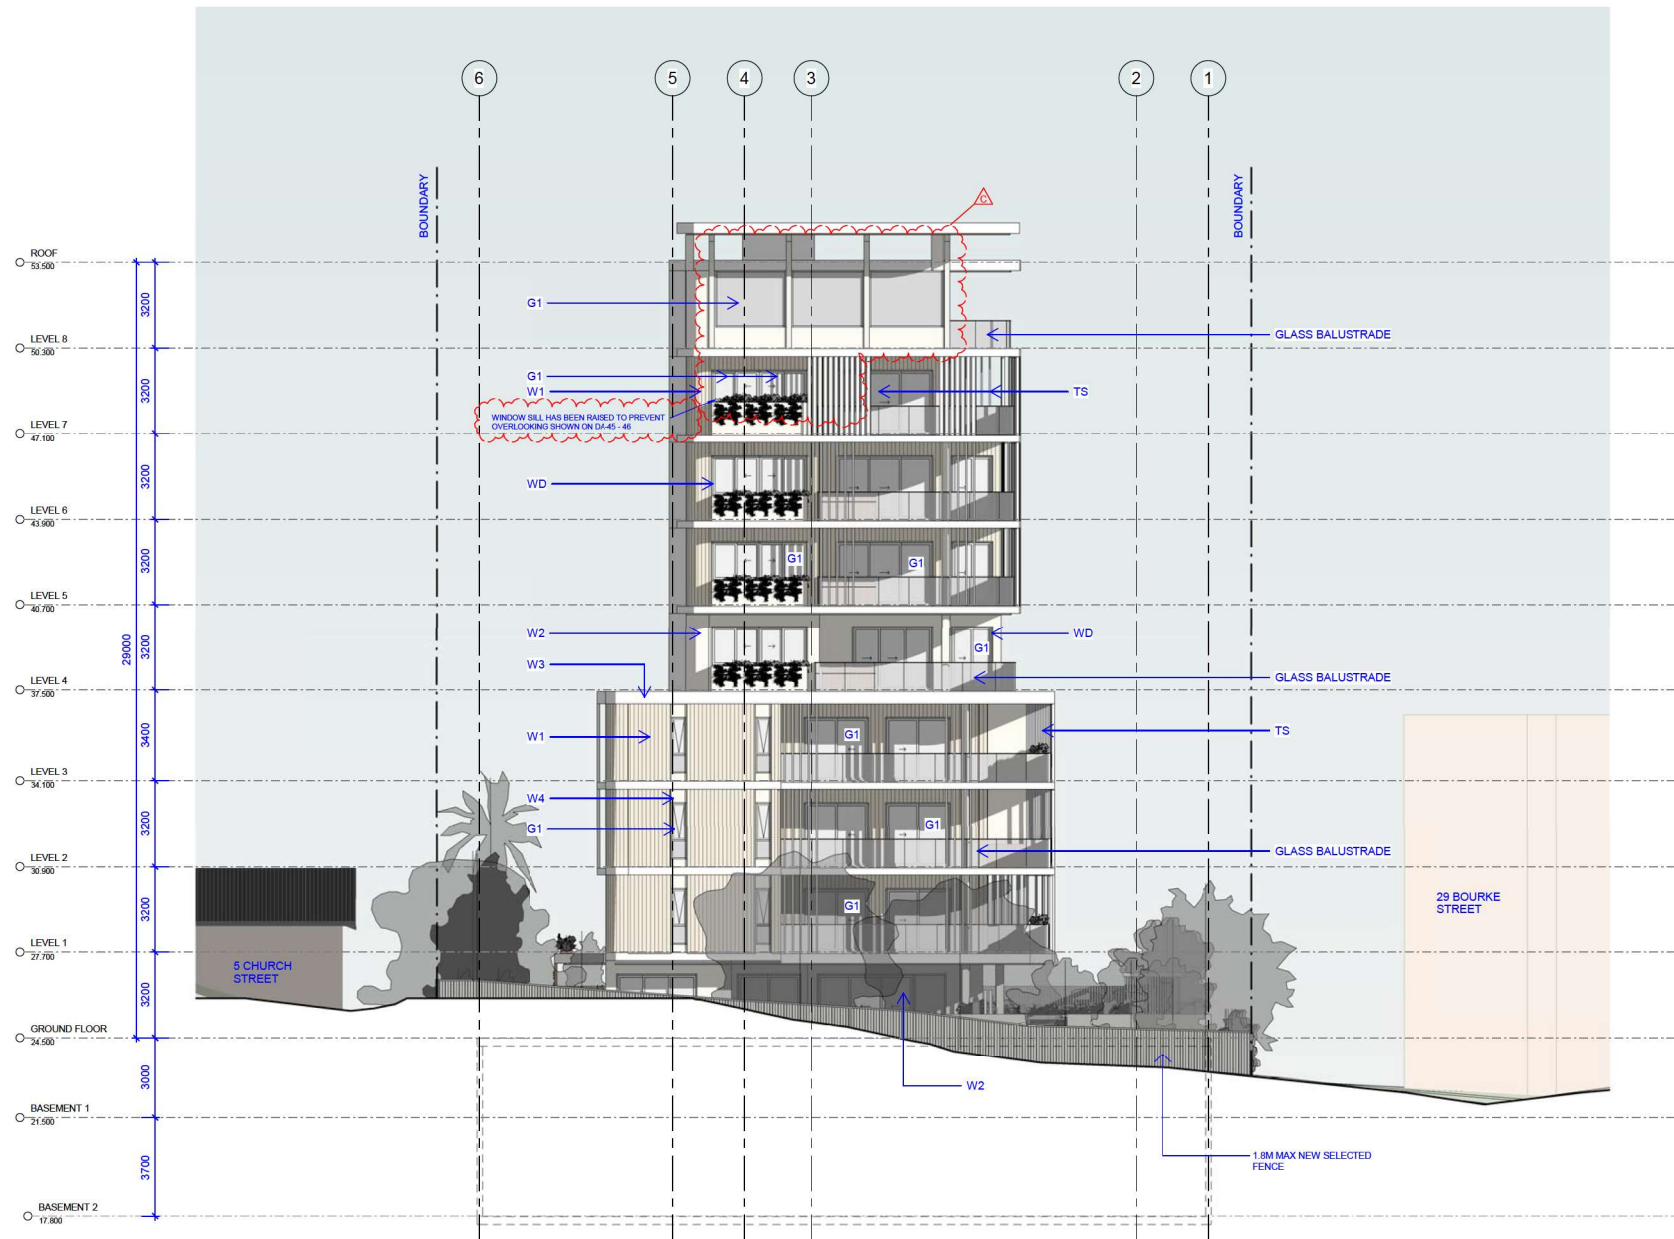 6
5
4
3
2
1
BOUNDARY
BOUNDARY
C
ROOF
53.500
3200
G1
LEVEL 8
50.300
GLASS BALUSTRADE
3200
G1
W1
TS
WINDOW SILL HAS BEEN RAISED TO PREVENT
OVERLOOKING SHOWN ON DA-45 - 46
LEVEL 7
47.100
3200
WD
LEVEL 6
43.900
3200
G1
G1
LEVEL 5
40.700
29000
3200
W2
WD
G1
W3
GLASS BALUSTRADE
LEVEL 4
37.500
3400
W1
G1
TS
LEVEL 3
34.100
3200
W4
G1
G1
GLASS BALUSTRADE
LEVEL 2
30.900
3200
G1
29 BOURKE
STREET
LEVEL 1
27.700
5 CHURCH
STREET
3200
GROUND FLOOR
24.500
3000
W2
BASEMENT 1
21.500
3700
1.8M MAX NEW SELECTED
FENCE
BASEMENT 2
17.800